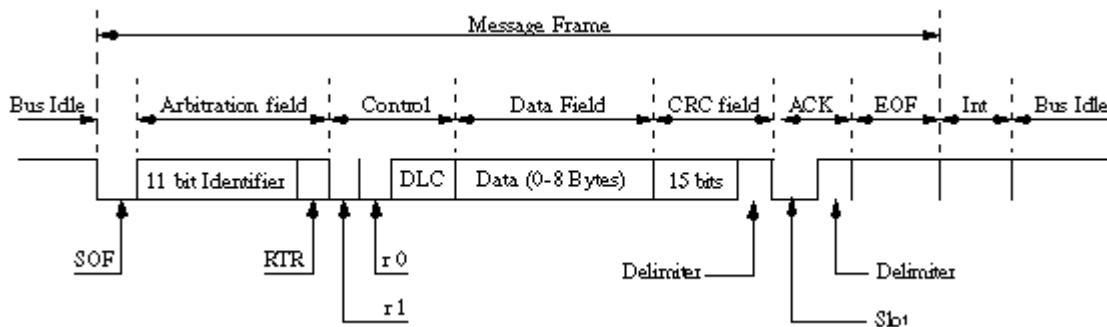 Message Frame
Bus Idle Arbitration field Control Data Field CRC field ACK EOF Int Bus Idle
11 bit Identifier DLC Data (0-8 Bytes) 15 bits
SOF RTR r 0 Delimiter Delimiter
r 1 Slot